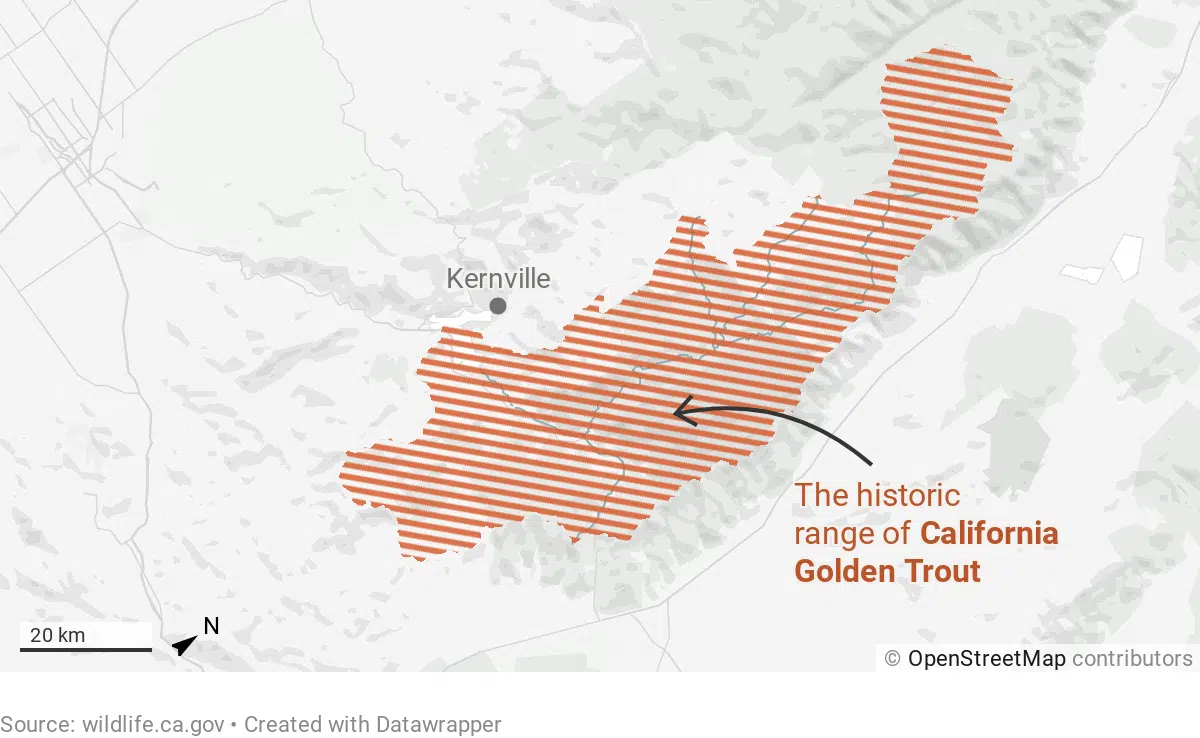 Kernville
The historic
range of California
Golden Trout
N
20 km
© OpenStreetMap contributors
Source: wildlife.ca.gov • Created with Datawrapper